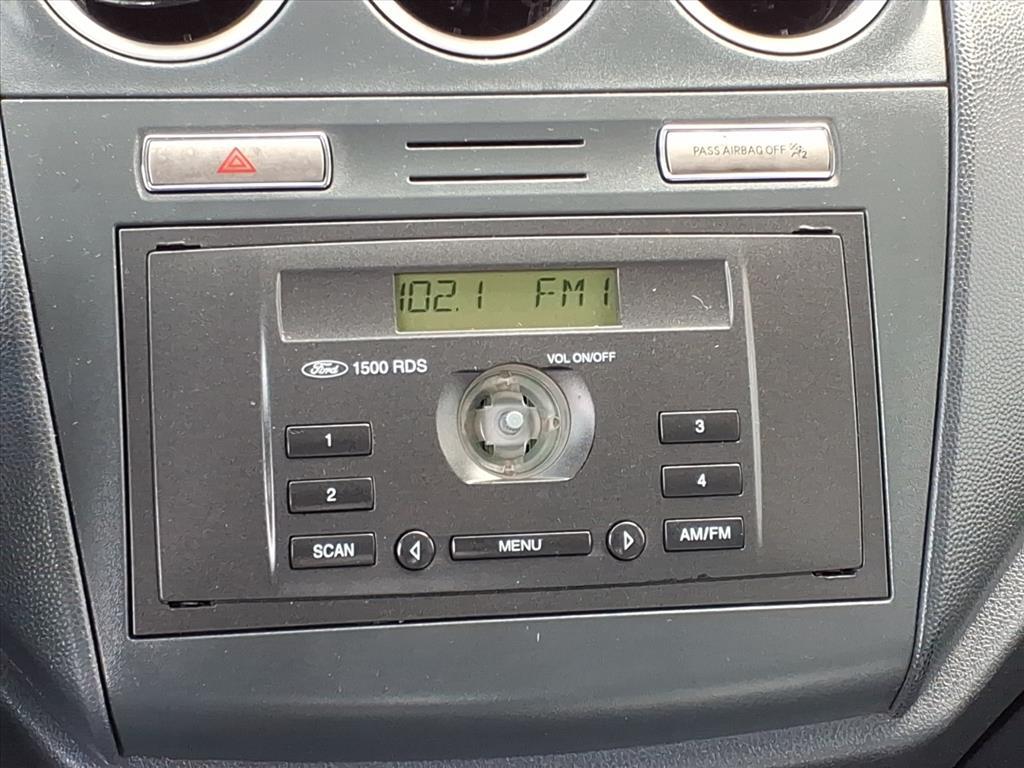 PASS AIRBAG OFF 2
102.1 FM1
Ford 1500 RDS
VOL ON/OFF
1
3
2
4
SCAN
MENU
AM/FM